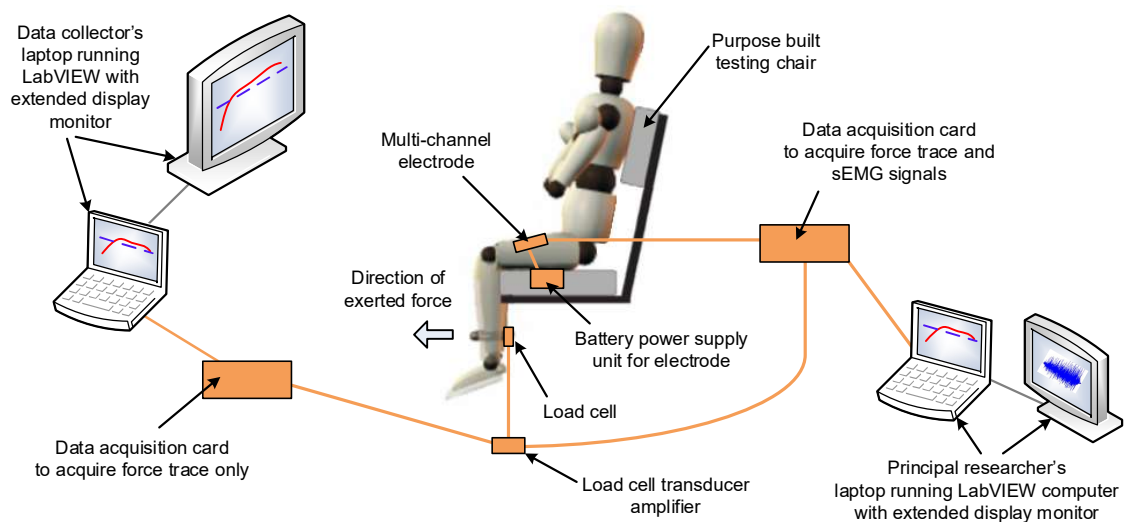 Data collector's
laptop running
LabVIEW with
extended display
monitor
Purpose built
testing chair
Multi-channel
electrode
Data acquisition card
to acquire force trace and
sEMG signals
Direction of
exerted force
Battery power supply
unit for electrode
Load cell
Data acquisition card
to acquire force trace only
Load cell transducer
amplifier
Principal researcher's
laptop running LabVIEW computer
with extended display monitor